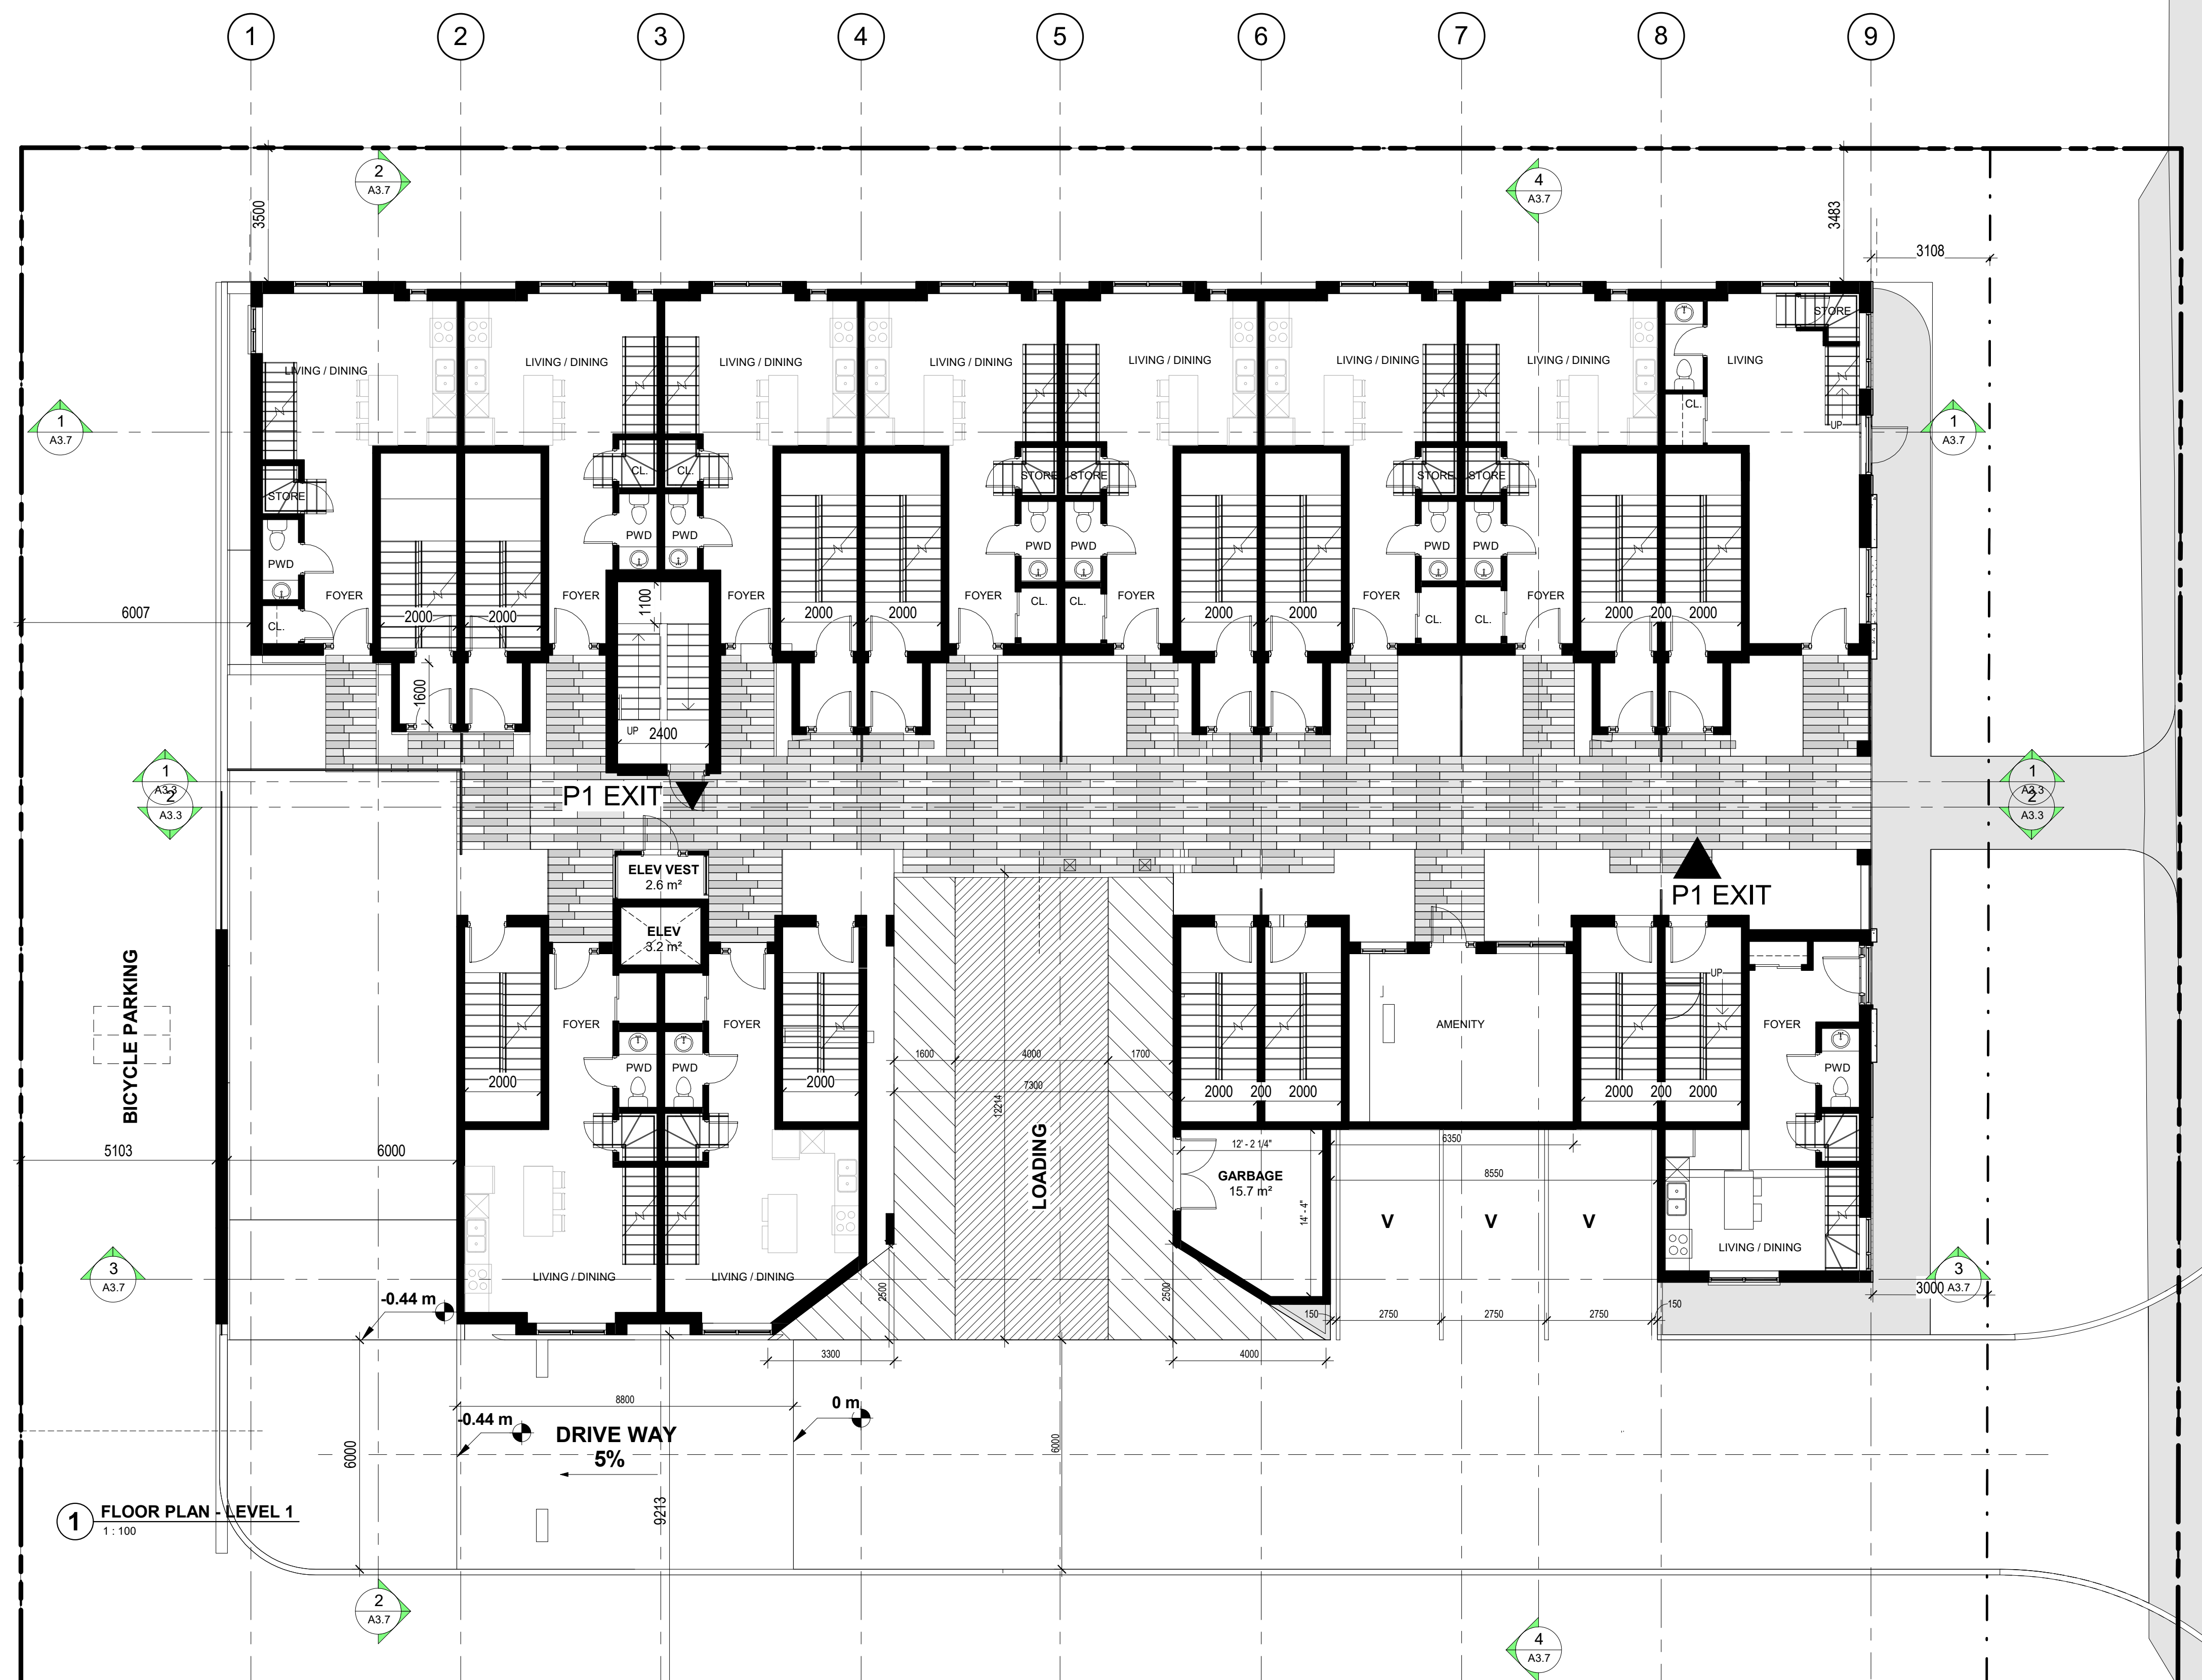 1 2 3 4 5 6 7 8 9
2
A3.7
4
A3.7
3500
3483
3108
STORE
LIVING / DINING
LIVING / DINING
LIVING / DINING
LIVING / DINING
LIVING / DINING
LIVING / DINING
LIVING / DINING
LIVING
1
A3.7
CL.
UP
1
A3.7
STORE
CL.
CL.
STORE
STORE
STORE
STORE
PWD
PWD
PWD
PWD
PWD
PWD
PWD
6007
FOYER
FOYER
FOYER
FOYER
FOYER
FOYER
FOYER
1100
CL.
CL.
CL.
CL.
CL.
2000
2000
2000
2000
2000
2000
2000
200
2000
1600
UP
2400
1
A3.3
2
A3.3
P1 EXIT
1
A3.3
2
A3.3
ELEV VEST
2.6 m²
P1 EXIT
ELEV
3.2 m²
UP
BICYCLE PARKING
FOYER
FOYER
AMENITY
FOYER
1600
4000
1700
PWD
PWD
PWD
2000
2000
7300
12214
2000
200
2000
2000
200
2000
5103
6000
LOADING
12' - 2 1/4"
6350
GARBAGE
15.7 m²
14' - 4"
8550
V
V
V
LIVING / DINING
3
A3.7
LIVING / DINING
LIVING / DINING
2500
2500
3
A3.7
3000
-0.44 m
150
2750
2750
2750
150
3300
4000
8800
0 m
-0.44 m
DRIVE WAY
5%
6000
6000
9213
1
FLOOR PLAN - LEVEL 1
1 : 100
2
A3.7
4
A3.7